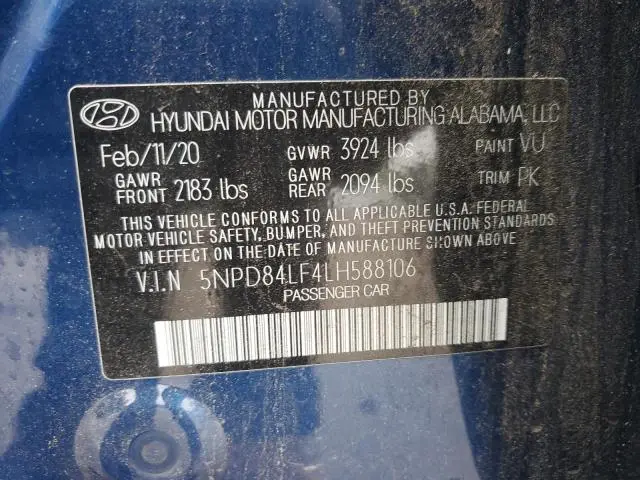 MANUFACTURED BY
HYUNDAI MOTOR MANUFACTURING ALABAMA, LLC
Feb/11/20 GVWR 3924 lbs PAINT VU
GAWR FRONT 2183 lbs GAWR REAR 2094 lbs TRIM PK
THIS VEHICLE CONFORMS TO ALL APPLICABLE U.S.A. FEDERAL
MOTOR VEHICLE SAFETY, BUMPER, AND THEFT PREVENTION STANDARDS
IN EFFECT ON THE DATE OF MANUFACTURE SHOWN ABOVE
V.I.N 5NPD84LF4LH588106
PASSENGER CAR